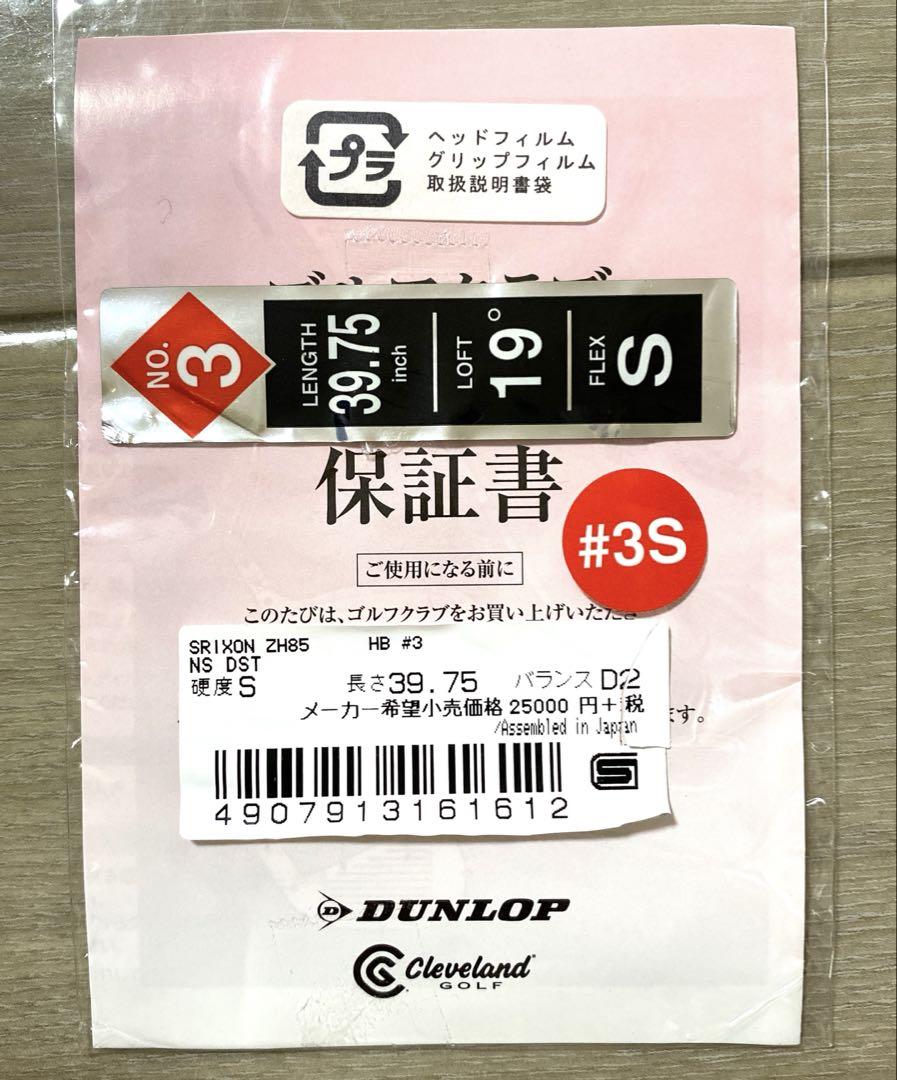 プラ
ヘッドフィルム
グリップフィルム
取扱説明書袋
NO. 3
LENGTH 39.75 inch
LOFT 19°
FLEX S
保証書
#3S
ご使用になる前に
このたびは、ゴルフクラブをお買い上げいただき
SRIXON ZH85 HB #3
NS DST
硬度 S 長さ 39.75 バランス D2
メーカー希望小売価格 25000 円+税
/Assembled in Japan
ます。
4907913161612
DUNLOP
Cleveland
GOLF